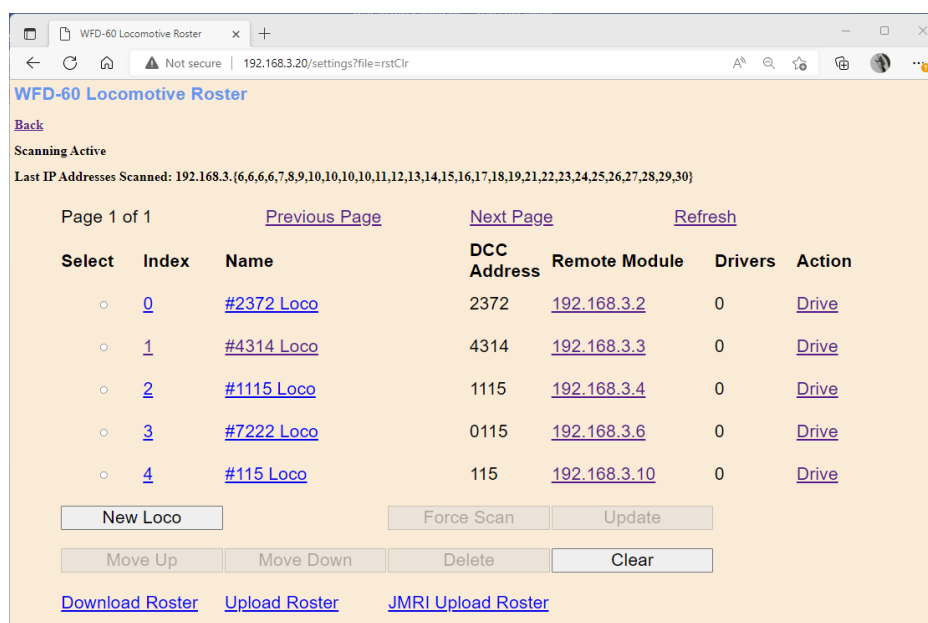 WFD-60 Locomotive Roster
Not secure 192.168.3.20/settings?file=rstClr
WFD-60 Locomotive Roster
Back
Scanning Active
Last IP Addresses Scanned: 192.168.3.{6,6,6,6,7,8,9,10,10,10,10,11,12,13,14,15,16,17,18,19,21,22,23,24,25,26,27,28,29,30}
Page 1 of 1 Previous Page Next Page Refresh
Select Index Name DCC Address Remote Module Drivers Action
0 #2372 Loco 2372 192.168.3.2 0 Drive
1 #4314 Loco 4314 192.168.3.3 0 Drive
2 #1115 Loco 1115 192.168.3.4 0 Drive
3 #7222 Loco 0115 192.168.3.6 0 Drive
4 #115 Loco 115 192.168.3.10 0 Drive
New Loco Force Scan Update
Move Up Move Down Delete Clear
Download Roster Upload Roster JMRI Upload Roster